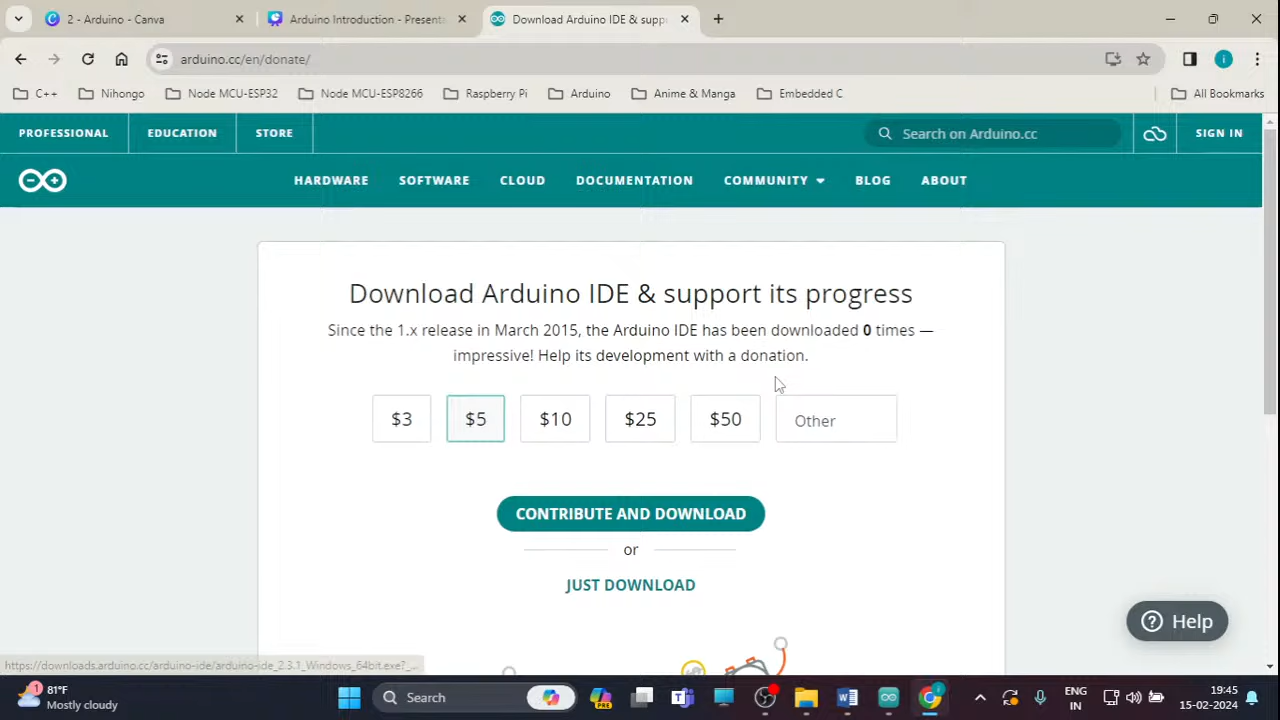 2 - Arduino - Canva
Arduino Introduction - Presenta
Download Arduino IDE & suppo
arduino.cc/en/donate/
C++
Nihongo
Node MCU-ESP32
Node MCU-ESP8266
Raspberry Pi
Arduino
Anime & Manga
Embedded C
All Bookmarks
PROFESSIONAL
EDUCATION
STORE
Search on Arduino.cc
SIGN IN
HARDWARE
SOFTWARE
CLOUD
DOCUMENTATION
COMMUNITY
BLOG
ABOUT
Download Arduino IDE & support its progress
Since the 1.x release in March 2015, the Arduino IDE has been downloaded 0 times —
impressive! Help its development with a donation.
$3
$5
$10
$25
$50
Other
CONTRIBUTE AND DOWNLOAD
or
JUST DOWNLOAD
Help
https://downloads.arduino.cc/arduino-ide/arduino-ide_2.3.1_Windows_64bit.exe?_...
1
81°F
Mostly cloudy
Search
PRE
ENG
IN
19:45
15-02-2024